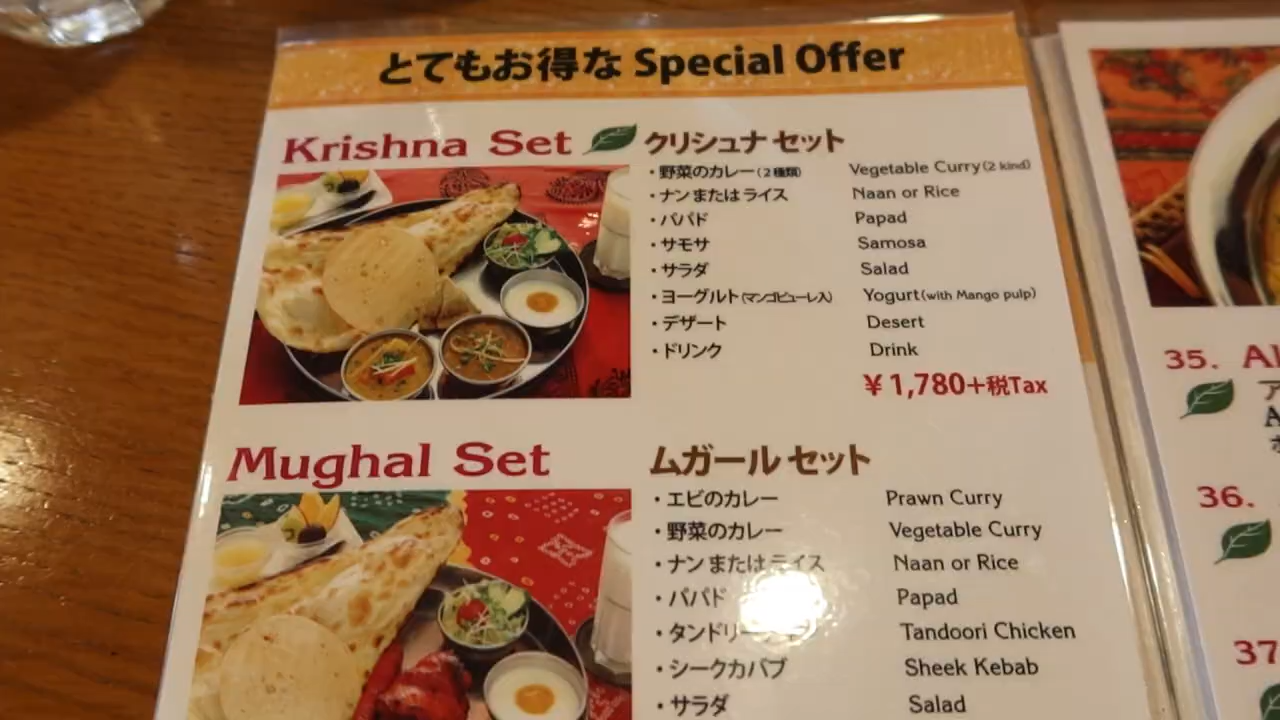 とてもお得な Special Offer
Krishna Set クリシュナ セット
・野菜のカレー(2種類) Vegetable Curry(2 kind)
・ナン または ライス Naan or Rice
・パパド Papad
・サモサ Samosa
・サラダ Salad
・ヨーグルト(マンゴピューレ入) Yogurt(with Mango pulp)
・デザート Desert
・ドリンク Drink
¥1,780+税Tax
Mughal Set ムガール セット
・エビのカレー Prawn Curry
・野菜のカレー Vegetable Curry
・ナン または ライス Naan or Rice
・パパド Papad
・タンドリー Tandoori Chicken
・シークカバブ Sheek Kebab
・サラダ Salad
35.
36.
37